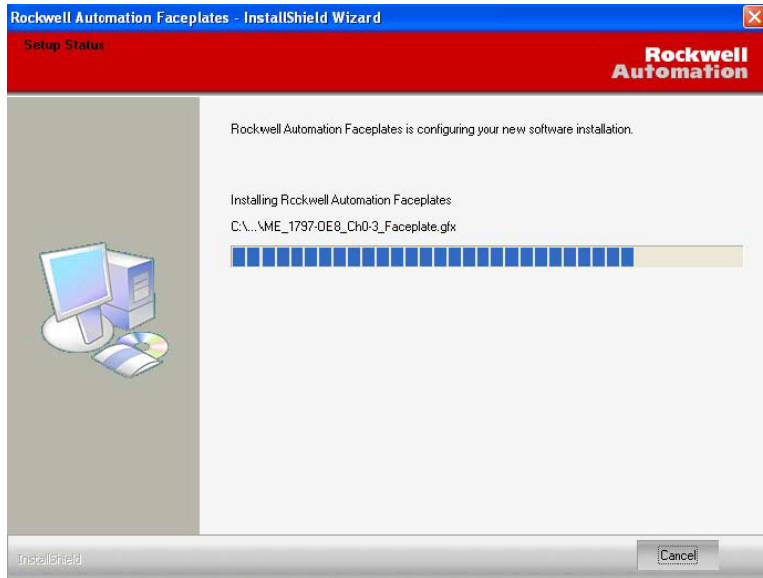 Rockwell Automation Faceplates - InstallShield Wizard
Setup Status
Rockwell
Automation
Rockwell Automation Faceplates is configuring your new software installation.
Installing Rockwell Automation Faceplates
C:\...\ME_1797-OE8_Ch0-3_Faceplate.gfx
InstallShield
Cancel